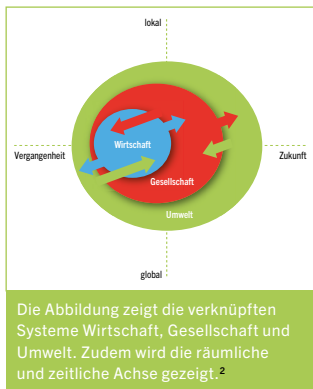 lokal
Wirtschaft
Vergangenheit
Zukunft
Gesellschaft
Umwelt
global
Die Abbildung zeigt die verknüpften
Systeme Wirtschaft, Gesellschaft und
Umwelt. Zudem wird die räumliche
und zeitliche Achse gezeigt.²